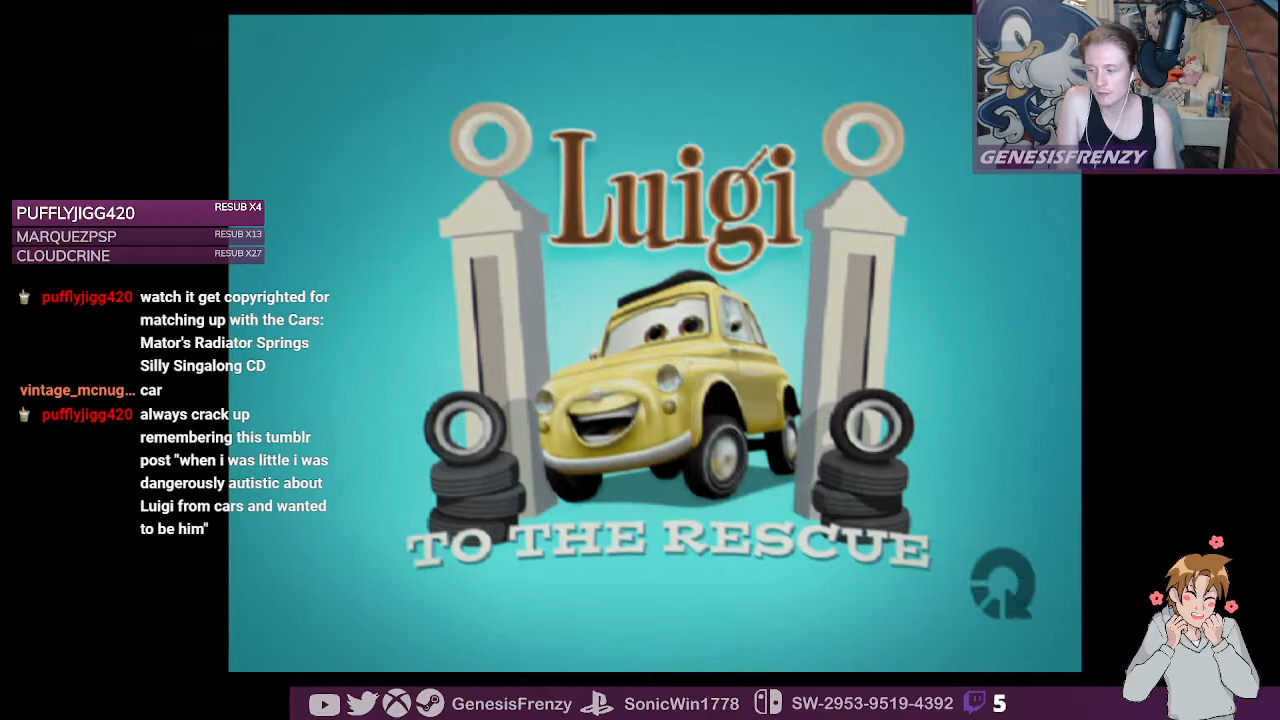 Luigi
TO THE RESCUE
GENESISFRENZY
PUFFLYJIGG420 RESUB X4
MARQUEZPSP RESUB X13
CLOUDCRINE RESUB X27
pufflyjigg420 watch it get copyrighted for
matching up with the Cars:
Mator's Radiator Springs
Silly Singalong CD
vintage_mcnug... car
pufflyjigg420 always crack up
remembering this tumblr
post "when i was little i was
dangerously autistic about
Luigi from cars and wanted
to be him"
GenesisFrenzy SonicWin1778 SW-2953-9519-4392 5